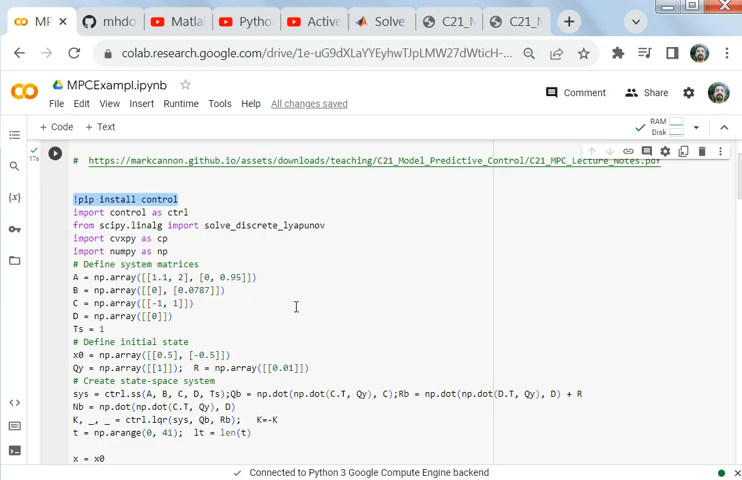 MP
mhdo
Matla
Python
Active
Solve
C21_M
C21_M
colab.research.google.com/drive/1e-uG9dXLaYYEyhwTJpLMW27dWticH-...
MPCExampl.ipynb
Comment
Share
File Edit View Insert Runtime Tools Help All changes saved
+ Code + Text
RAM
Disk
17s
# https://markcannon.github.io/assets/downloads/teaching/C21_Model_Predictive_Control/C21_MPC_Lecture_Notes.pdf
!pip install control
import control as ctrl
from scipy.linalg import solve_discrete_lyapunov
import cvxpy as cp
import numpy as np
# Define system matrices
A = np.array([[1.1, 2], [0, 0.95]])
B = np.array([[0], [0.0787]])
C = np.array([[-1, 1]])
D = np.array([[0]])
Ts = 1
# Define initial state
x0 = np.array([[0.5], [-0.5]])
Qy = np.array([[1]]); R = np.array([[0.01]])
# Create state-space system
sys = ctrl.ss(A, B, C, D, Ts);Qb = np.dot(np.dot(C.T, Qy), C);Rb = np.dot(np.dot(D.T, Qy), D) + R
Nb = np.dot(np.dot(C.T, Qy), D)
K, _, _ = ctrl.lqr(sys, Qb, Rb); K=-K
t = np.arange(0, 41); lt = len(t)
x = x0
Connected to Python 3 Google Compute Engine backend